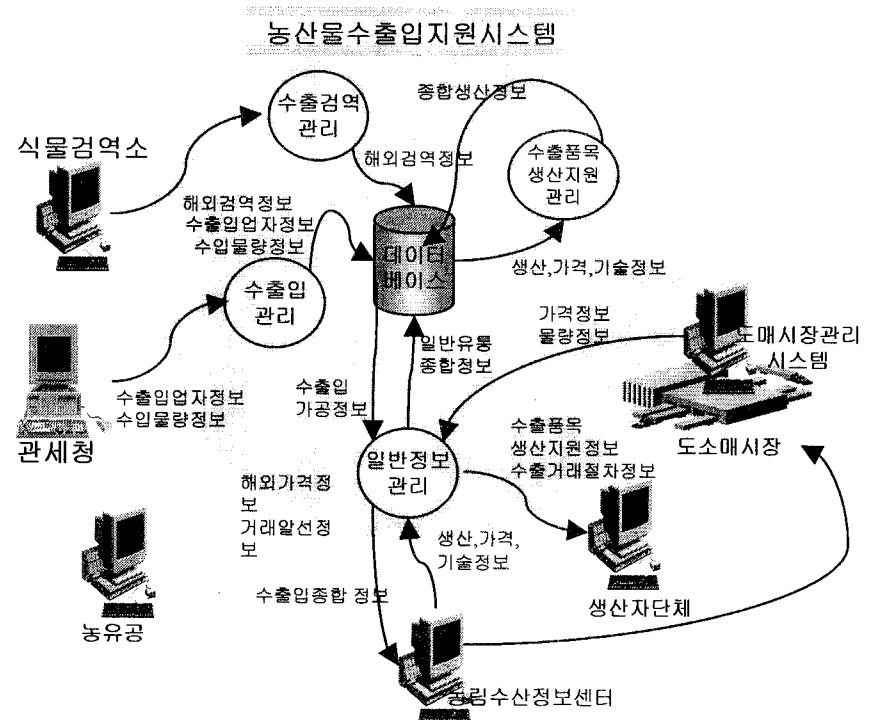 농산물수출입지원시스템
수출검역
관리
종합생산정보
식물검역소
해외검역정보
수출품목
생산지원
관리
해외검역정보
수출입업자정보
수입물량정보
데이터
베이스
생산,가격,기술정보
수출입
관리
가격정보
물량정보
도매시장관리
시스템
일반유통
종합정보
수출입업자정보
수입물량정보
관세청
수출입
가공정보
수출품목
생산지원정보
수출거래절차정보
도소매시장
일반정보
관리
해외가격정
보
거래알선정
보
생산,가격,
기술정보
수출입종합 정보
생산자단체
농유공
농림수산정보센터